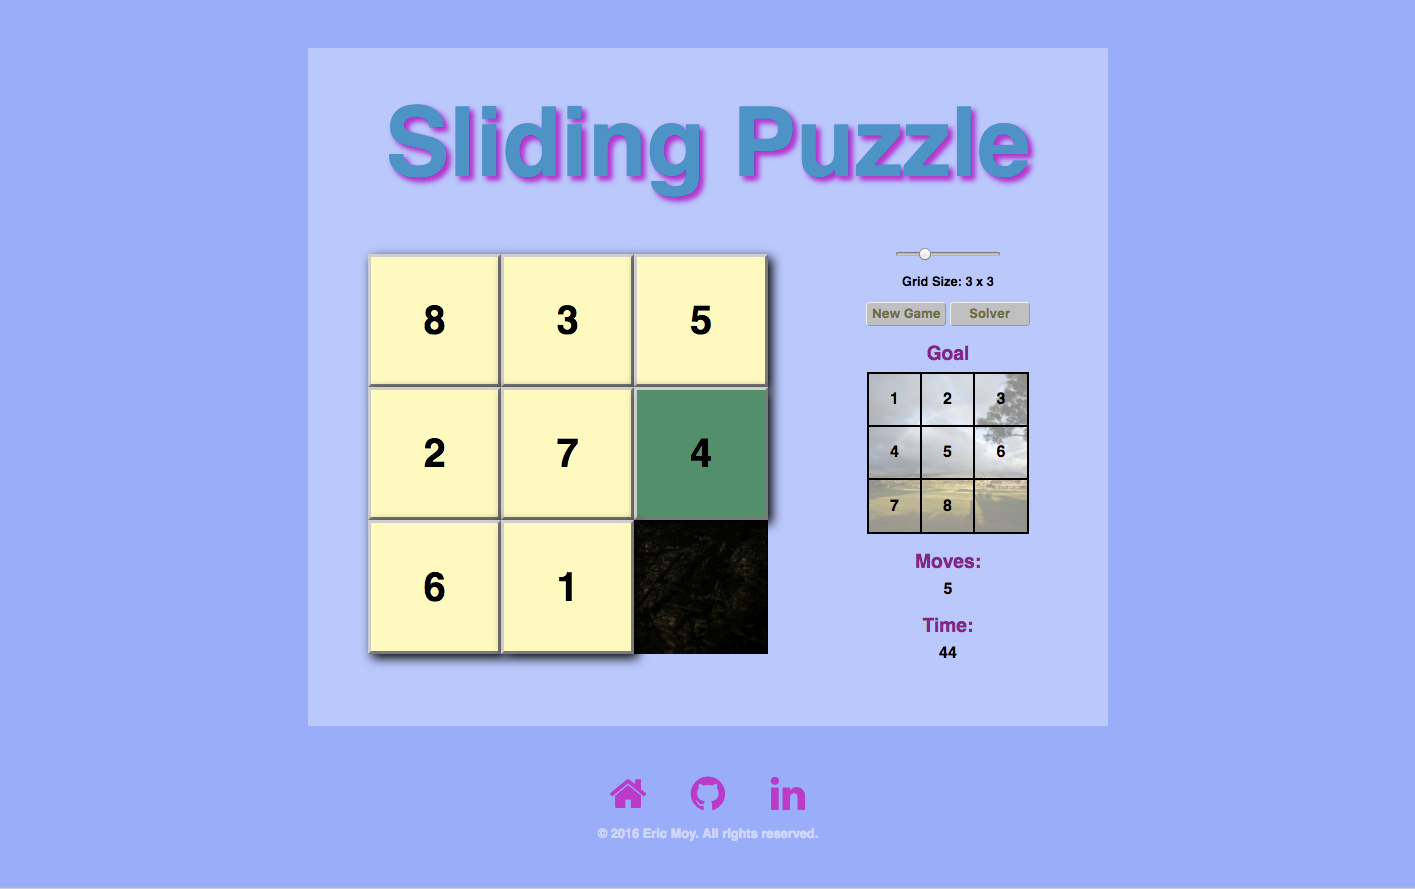 Sliding Puzzle
8 3 5
2 7 4
6 1
Grid Size: 3 x 3
New Game Solver
Goal
1 2 3
4 5 6
7 8
Moves:
5
Time:
44
in
© 2016 Eric Moy. All rights reserved.